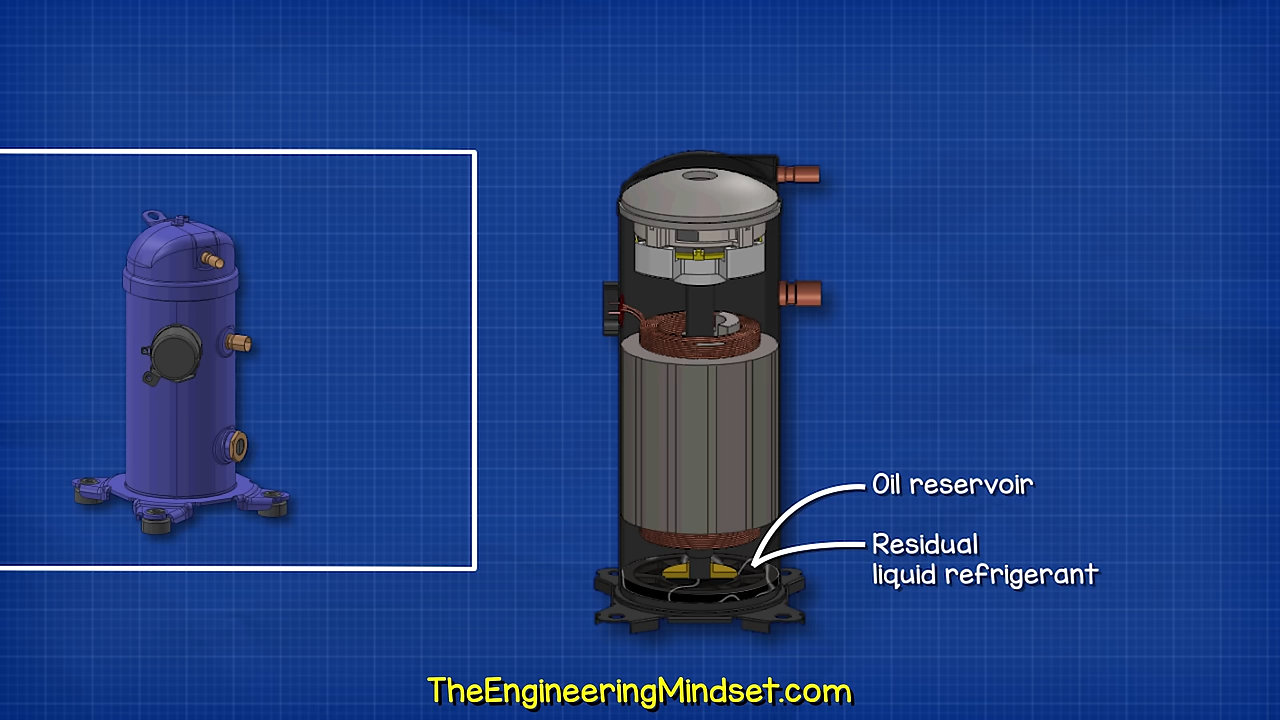 Oil reservoir
Residual
liquid refrigerant
TheEngineeringMindset.com